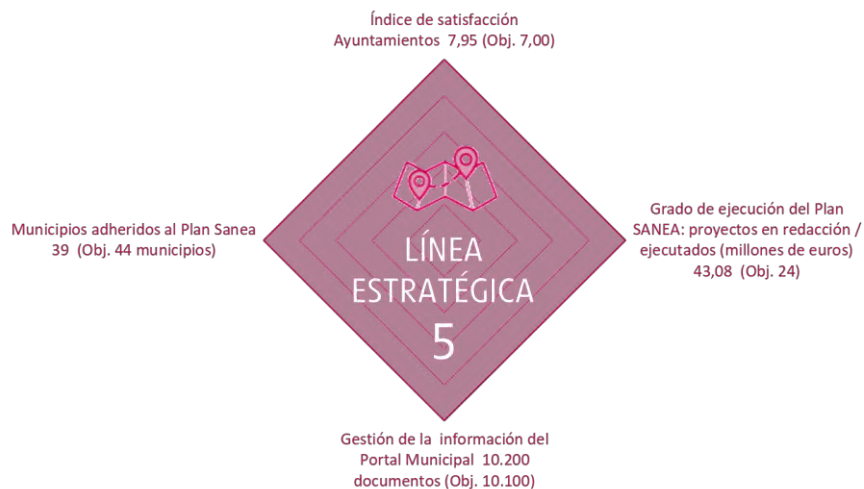 Índice de satisfacción
Ayuntamientos 7,95 (Obj. 7,00)
Municipios adheridos al Plan Sanea
39 (Obj. 44 municipios)
LÍNEA
ESTRATÉGICA
5
Grado de ejecución del Plan
SANEA: proyectos en redacción /
ejecutados (millones de euros)
43,08 (Obj. 24)
Gestión de la información del
Portal Municipal 10.200
documentos (Obj. 10.100)